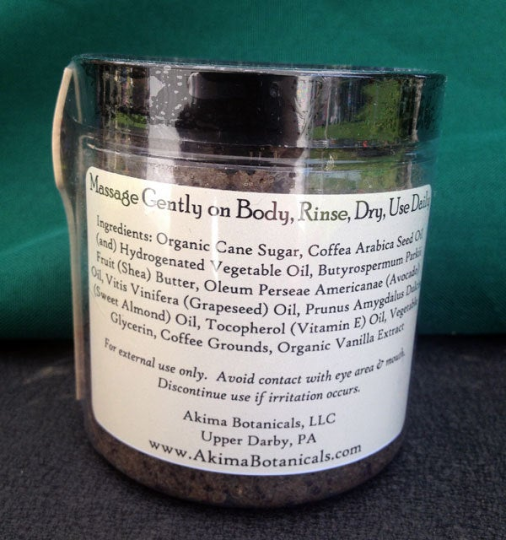 Massage Gently on Body, Rinse, Dry, Use Daily
Ingredients: Organic Cane Sugar, Coffea Arabica Seed Oil
(and) Hydrogenated Vegetable Oil, Butyrospermum Parkii
Fruit (Shea) Butter, Oleum Perseae Americanae (Avocado)
Oil, Vitis Vinifera (Grapeseed) Oil, Prunus Amygdalus Dulcis
(Sweet Almond) Oil, Tocopherol (Vitamin E) Oil, Vegetable
Glycerin, Coffee Grounds, Organic Vanilla Extract
For external use only. Avoid contact with eye area & mouth.
Discontinue use if irritation occurs.
Akima Botanicals, LLC
Upper Darby, PA
www.AkimaBotanicals.com